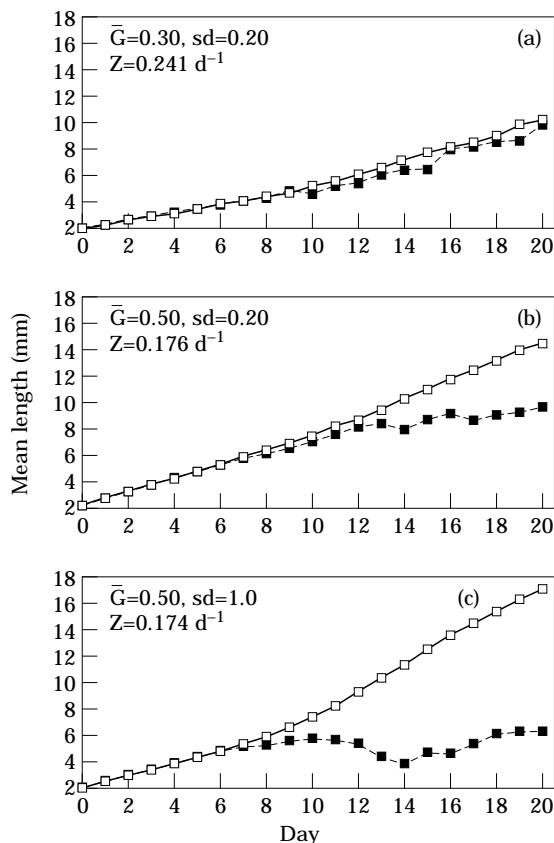 18
16
14
12
10
8
6
4
2
G̅=0.30, sd=0.20
Z=0.241 d⁻¹
(a)
0 2 4 6 8 10 12 14 16 18 20
18
16
14
12
10
8
6
4
2
G̅=0.50, sd=0.20
Z=0.176 d⁻¹
(b)
0 2 4 6 8 10 12 14 16 18 20
Mean length (mm)
18
16
14
12
10
8
6
4
2
G̅=0.50, sd=1.0
Z=0.174 d⁻¹
(c)
0 2 4 6 8 10 12 14 16 18 20
Day